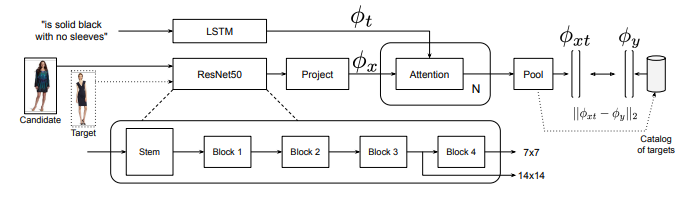 "is solid black
with no sleeves"
LSTM
ϕt
Candidate
Target
ResNet50
Project
ϕx
Attention
N
Pool
ϕxt
ϕy
||ϕxt − ϕy||2
Catalog
of targets
Stem
Block 1
Block 2
Block 3
Block 4
7x7
14x14